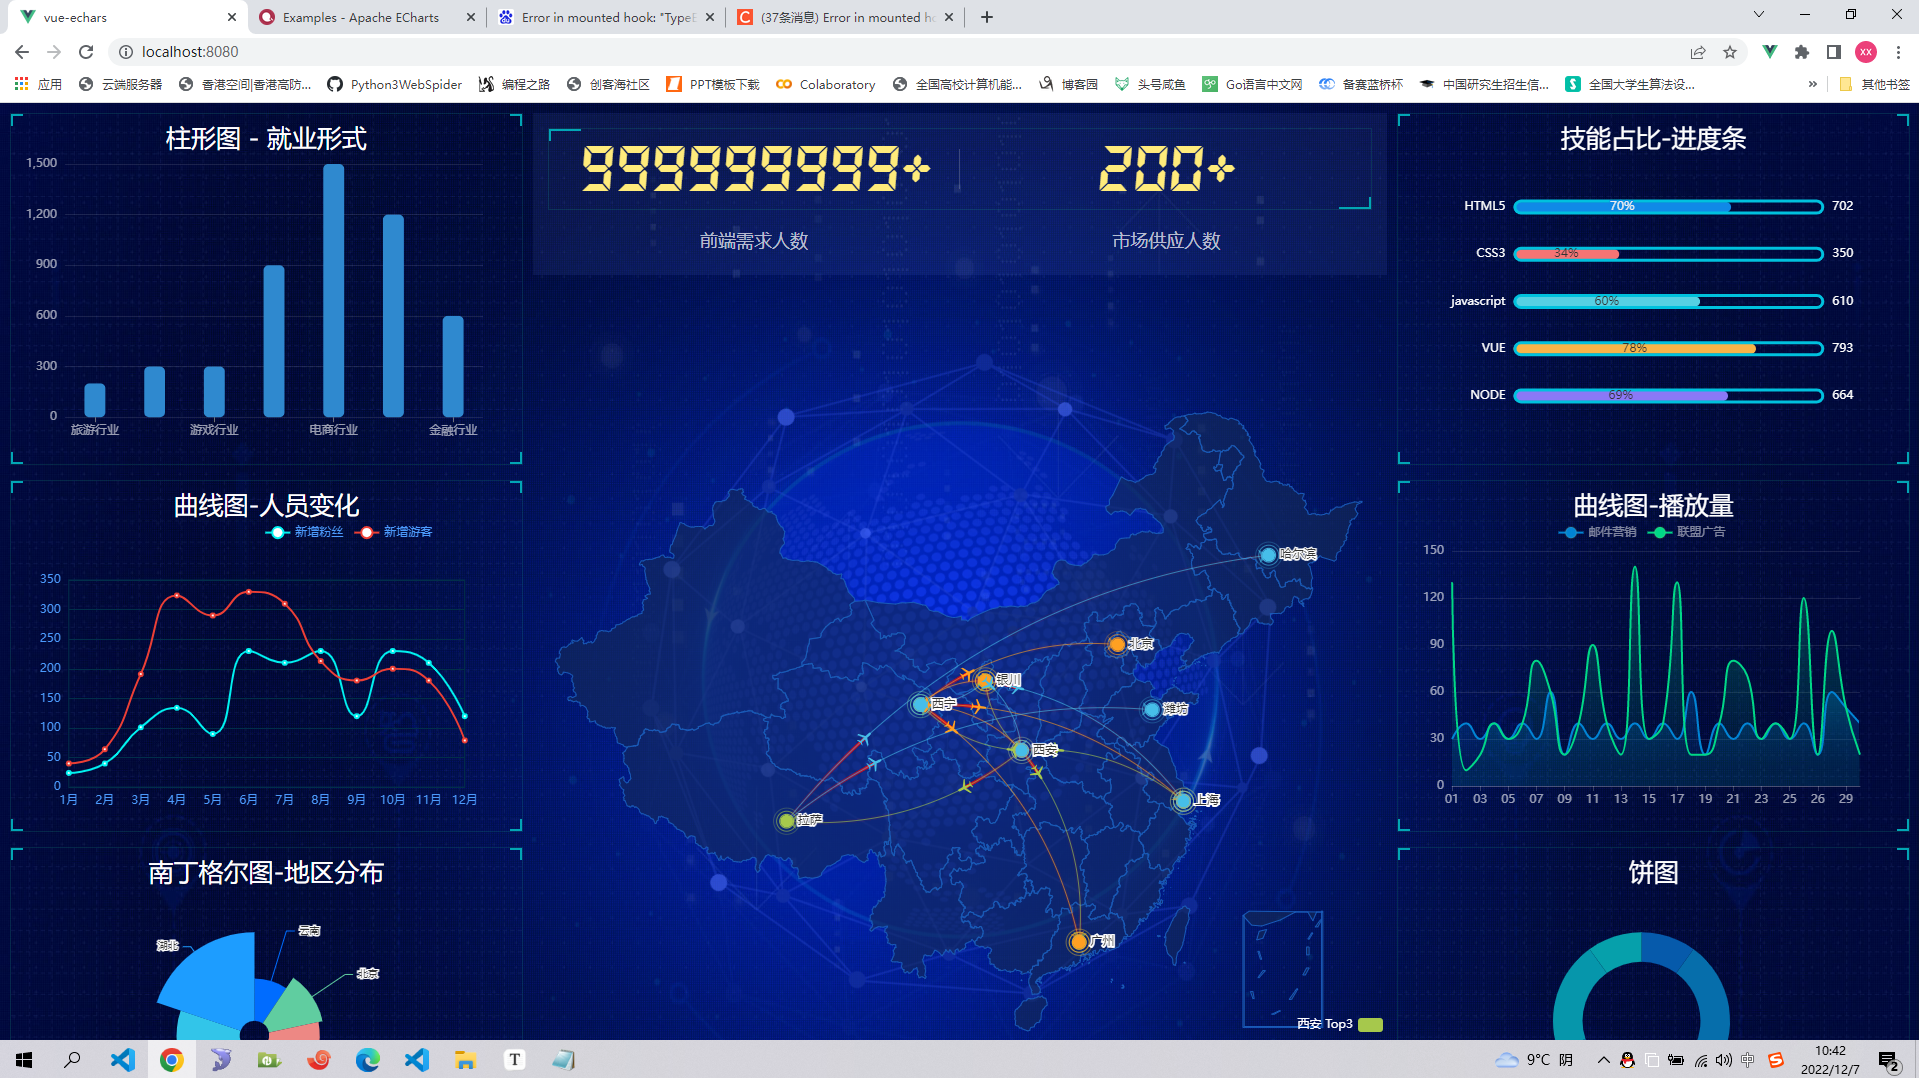 vue-echars
Examples - Apache ECharts
Error in mounted hook: "TypeE
(37条消息) Error in mounted ho
localhost:8080
XX
应用
云端服务器
香港空间|香港高防...
Python3WebSpider
编程之路
创客海社区
PPT模板下载
Colaboratory
全国高校计算机能...
博客园
头号咸鱼
Go语言中文网
备赛蓝桥杯
中国研究生招生信...
全国大学生算法设...
»
其他书签
柱形图 - 就业形式
1,500
1,200
900
600
300
0
旅游行业 游戏行业 电商行业 金融行业
曲线图-人员变化
新增粉丝 新增游客
350
300
250
200
150
100
50
0
1月 2月 3月 4月 5月 6月 7月 8月 9月 10月 11月 12月
南丁格尔图-地区分布
湖北
云南
北京
999999999+
200+
前端需求人数
市场供应人数
哈尔滨
北京
银川
西宁
潍坊
西安
上海
拉萨
广州
西安 Top3
技能占比-进度条
HTML5 70% 702
CSS3 34% 350
javascript 60% 610
VUE 78% 793
NODE 69% 664
曲线图-播放量
邮件营销 联盟广告
150
120
90
60
30
0
01 03 05 07 09 11 13 15 17 19 21 23 25 26 29
饼图
T
9°C 阴
中
10:42
2022/12/7
2